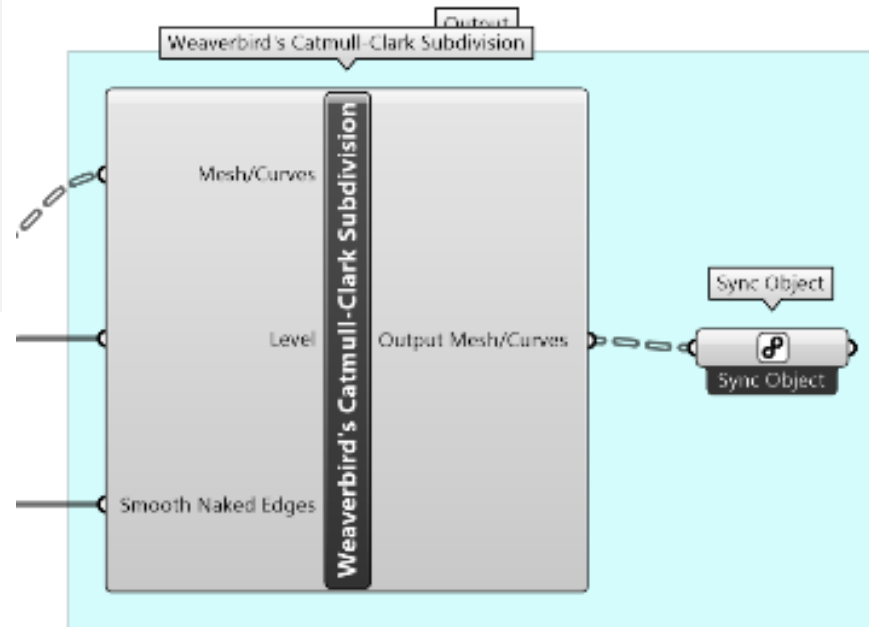 Output
Weaverbird's Catmull-Clark Subdivision
Mesh/Curves
Level
Smooth Naked Edges
Weaverbird's Catmull-Clark Subdivision
Output Mesh/Curves
Sync Object
Sync Object